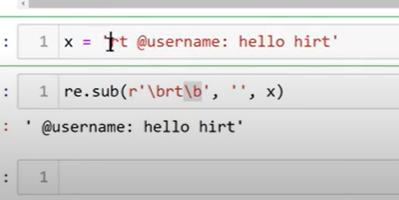 : 1 x = 'rt @username: hello hirt'
: 1 re.sub(r'\brt\b', '', x)
: ' @username: hello hirt'
: 1